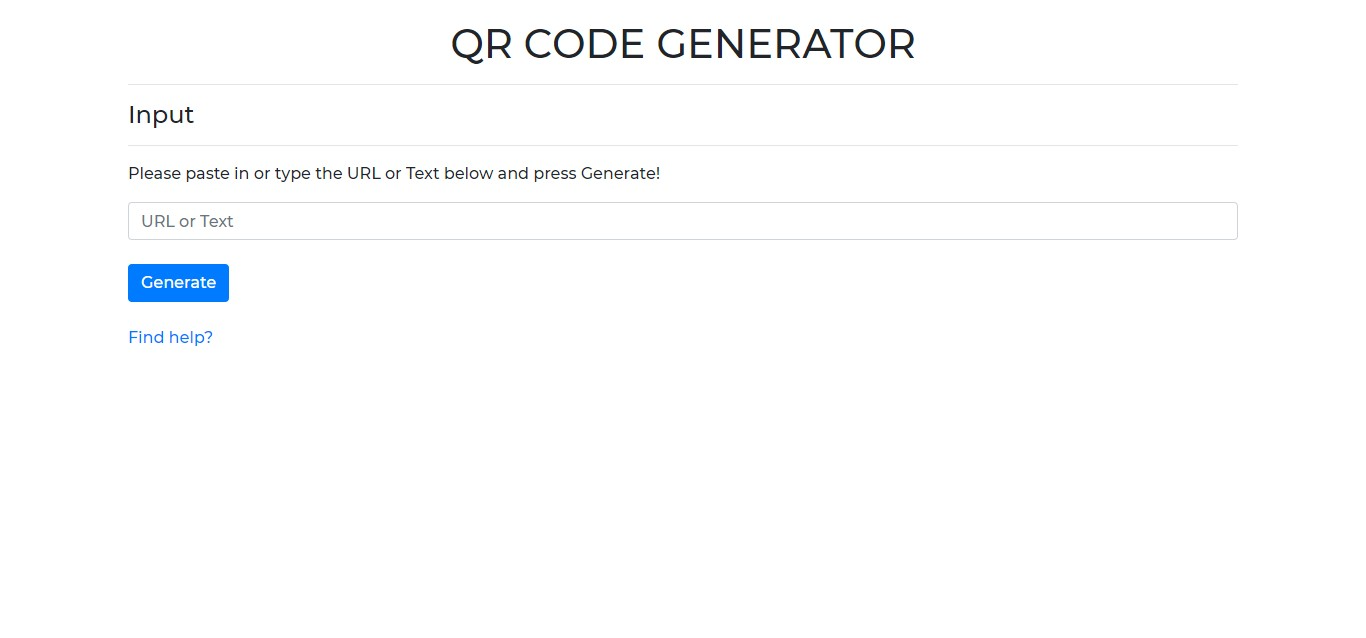 QR CODE GENERATOR
Input
Please paste in or type the URL or Text below and press Generate!
URL or Text
Generate
Find help?